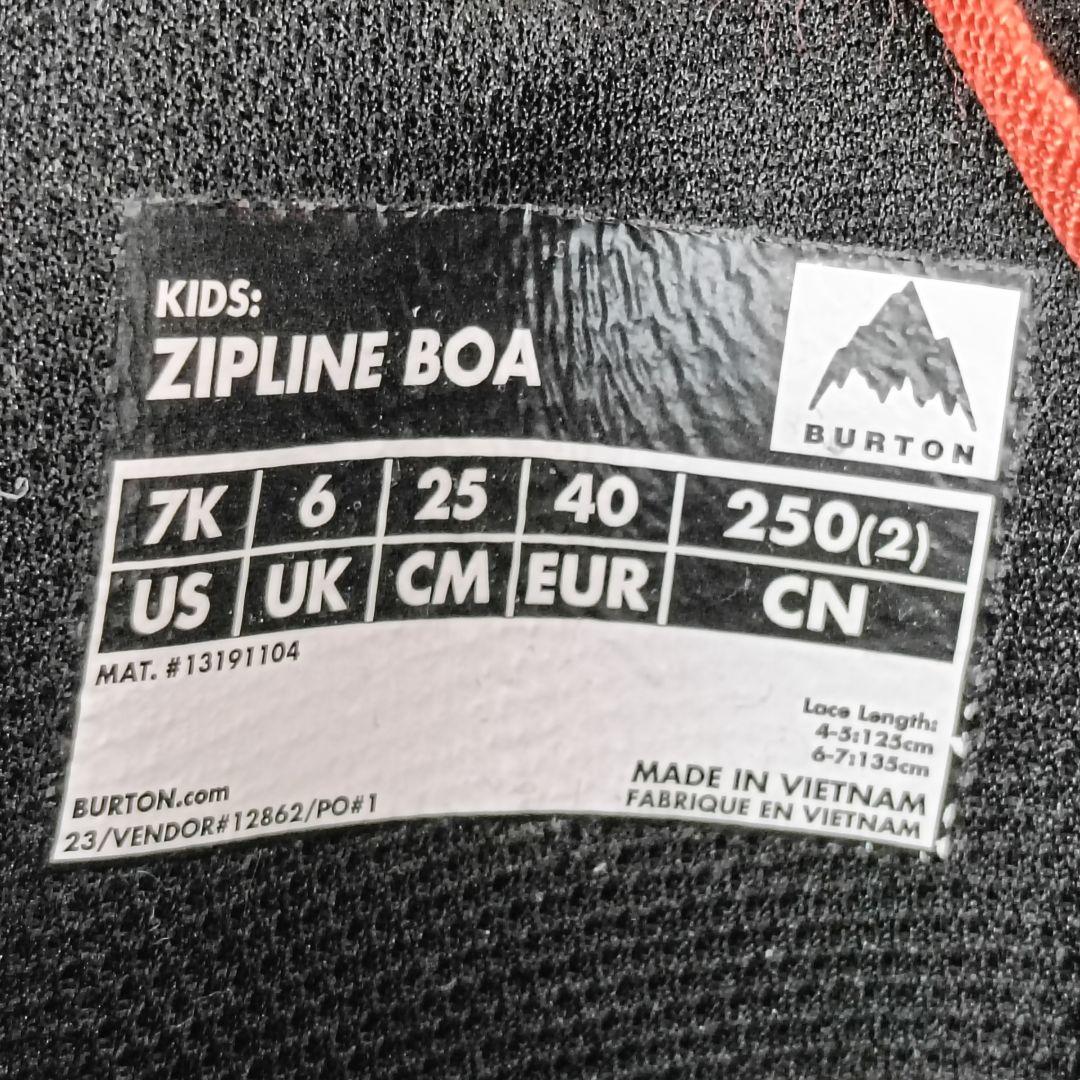 KIDS:
ZIPLINE BOA
BURTON
7K 6 25 40 250(2)
US UK CM EUR CN
MAT. #13191104
Lace Length:
4-5:125cm
6-7:135cm
BURTON.com
23/VENDOR#12862/PO#1
MADE IN VIETNAM
FABRIQUE EN VIETNAM